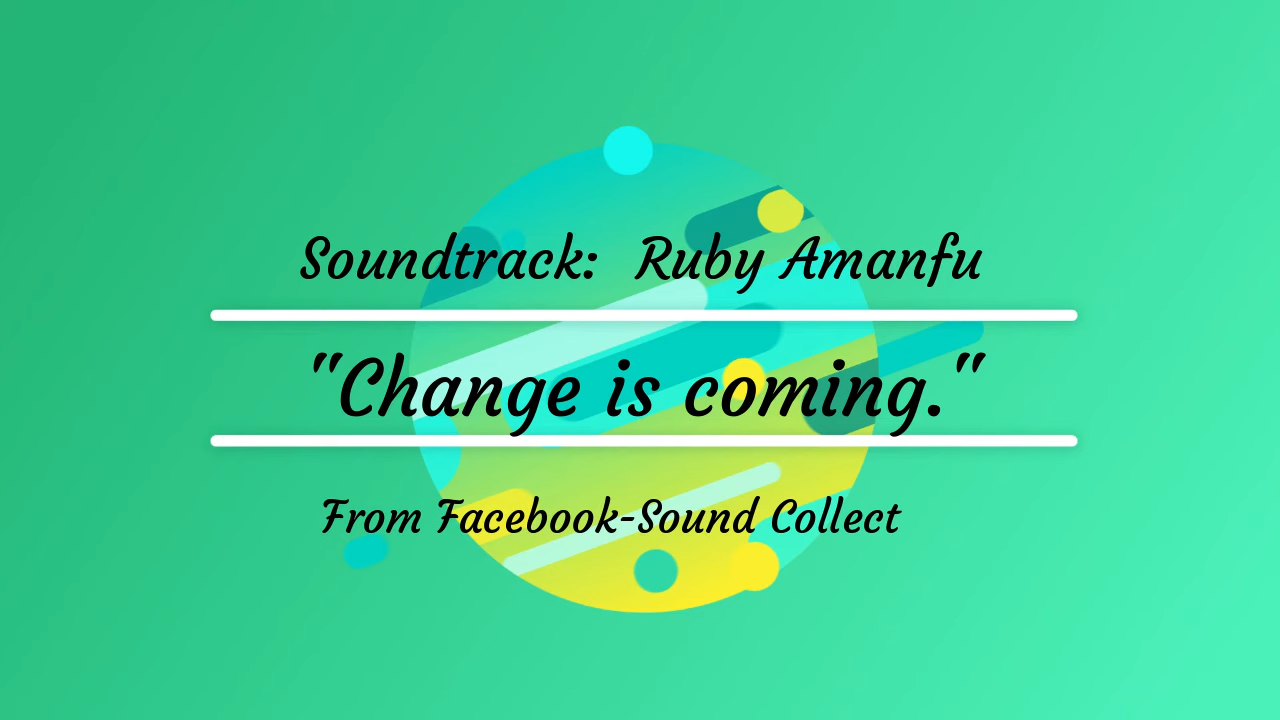 Soundtrack: Ruby Amanfu
"Change is coming."
From Facebook-Sound Collect